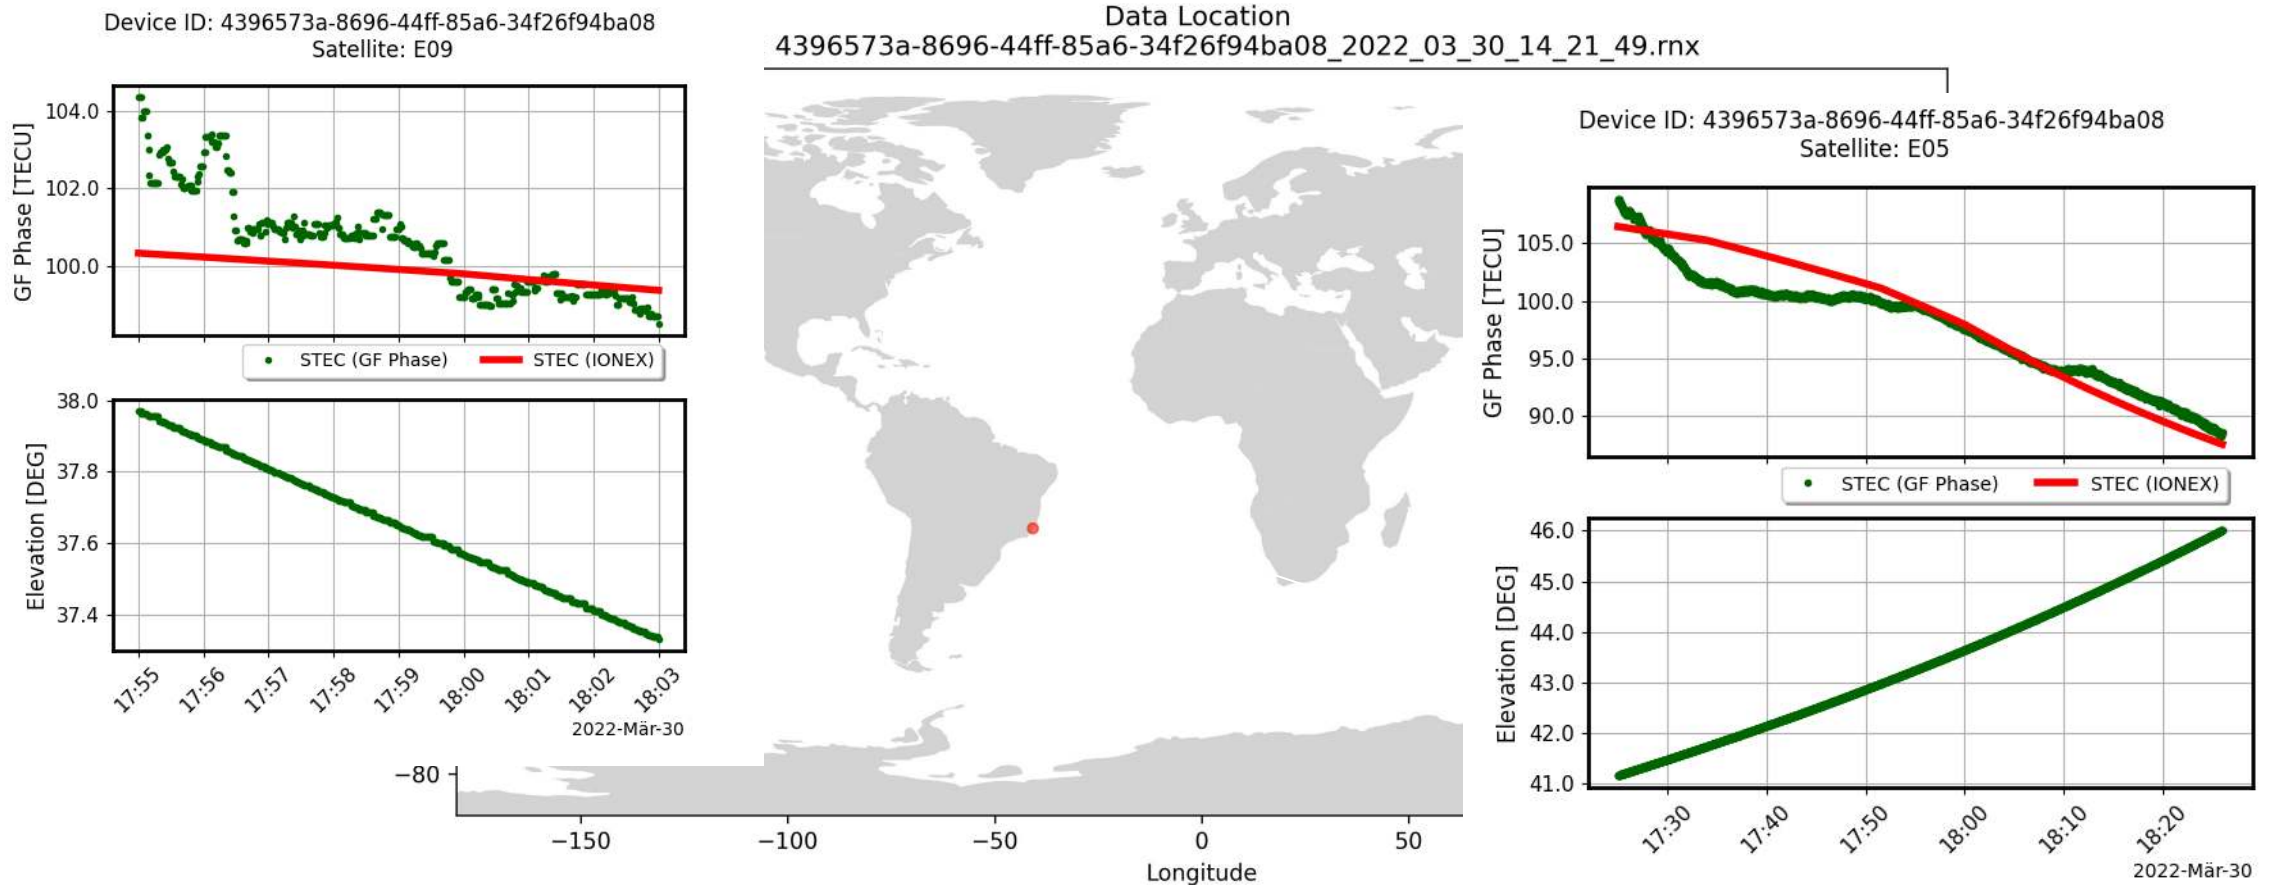 Device ID: 4396573a-8696-44ff-85a6-34f26f94ba08
Satellite: E09
GF Phase [TECU]
104.0
102.0
100.0
STEC (GF Phase) STEC (IONEX)
Elevation [DEG]
38.0
37.8
37.6
37.4
17:55 17:56 17:57 17:58 17:59 18:00 18:01 18:02 18:03
2022-Mär-30
Data Location
4396573a-8696-44ff-85a6-34f26f94ba08_2022_03_30_14_21_49.rnx
−80
−150 −100 −50 0 50
Longitude
Device ID: 4396573a-8696-44ff-85a6-34f26f94ba08
Satellite: E05
GF Phase [TECU]
105.0
100.0
95.0
90.0
STEC (GF Phase) STEC (IONEX)
Elevation [DEG]
46.0
45.0
44.0
43.0
42.0
41.0
17:30 17:40 17:50 18:00 18:10 18:20
2022-Mär-30